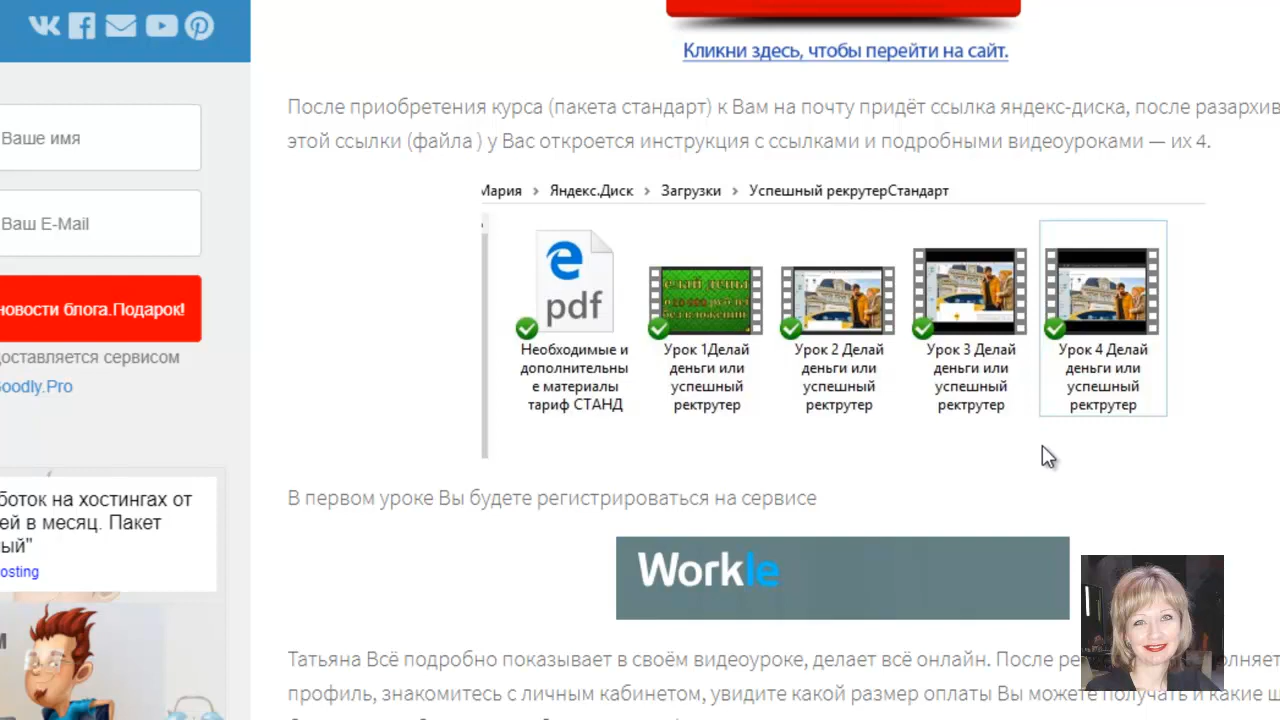 Кликни здесь, чтобы перейти на сайт.
Ваше имя
Ваш E-Mail
новости блога.Подарок!
доставляется сервисом
Goodly.Pro
боток на хостингах от
ей в месяц. Пакет
ый"
osting
После приобретения курса (пакета стандарт) к Вам на почту придёт ссылка яндекс-диска, после разархив
этой ссылки (файла ) у Вас откроется инструкция с ссылками и подробными видеоуроками — их 4.
Мария > Яндекс.Диск > Загрузки > Успешный рекрутерСтандарт
pdf
Необходимые и
дополнительны
е материалы
тариф СТАНД
Урок 1Делай
деньги или
успешный
ректрутер
Урок 2 Делай
деньги или
успешный
ректрутер
Урок 3 Делай
деньги или
успешный
ректрутер
Урок 4 Делай
деньги или
успешный
ректрутер
В первом уроке Вы будете регистрироваться на сервисе
Workle
Татьяна Всё подробно показывает в своём видеоуроке, делает всё онлайн. После
профиль, знакомитесь с личным кабинетом, увидите какой размер оплаты Вы можете получать и какие